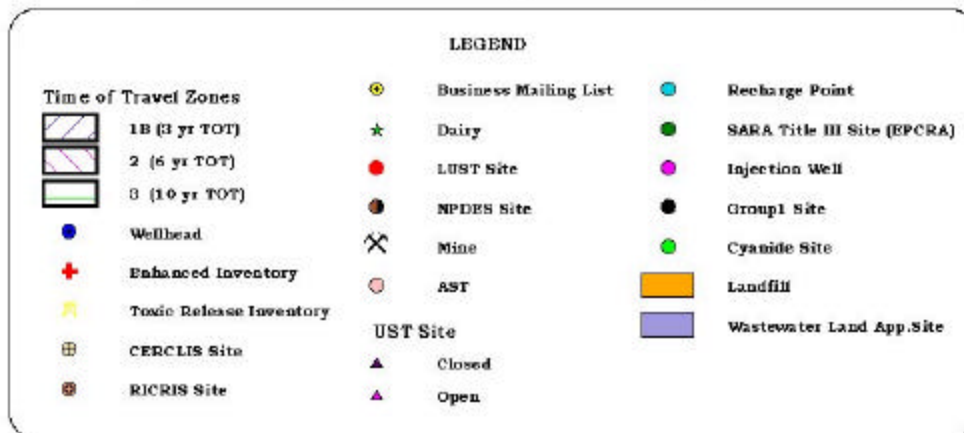 LEGEND
Time of Travel Zones
1B (3 yr TOT)
2 (6 yr TOT)
3 (10 yr TOT)
Wellhead
Enhanced Inventory
Toxic Release Inventory
CERCLIS Site
RICRIS Site
Business Mailing List
Dairy
LUST Site
NPDES Site
Mine
AST
UST Site
Closed
Open
Recharge Point
SARA Title III Site (EPCRA)
Injection Well
Group1 Site
Cyanide Site
Landfill
Wastewater Land App.Site